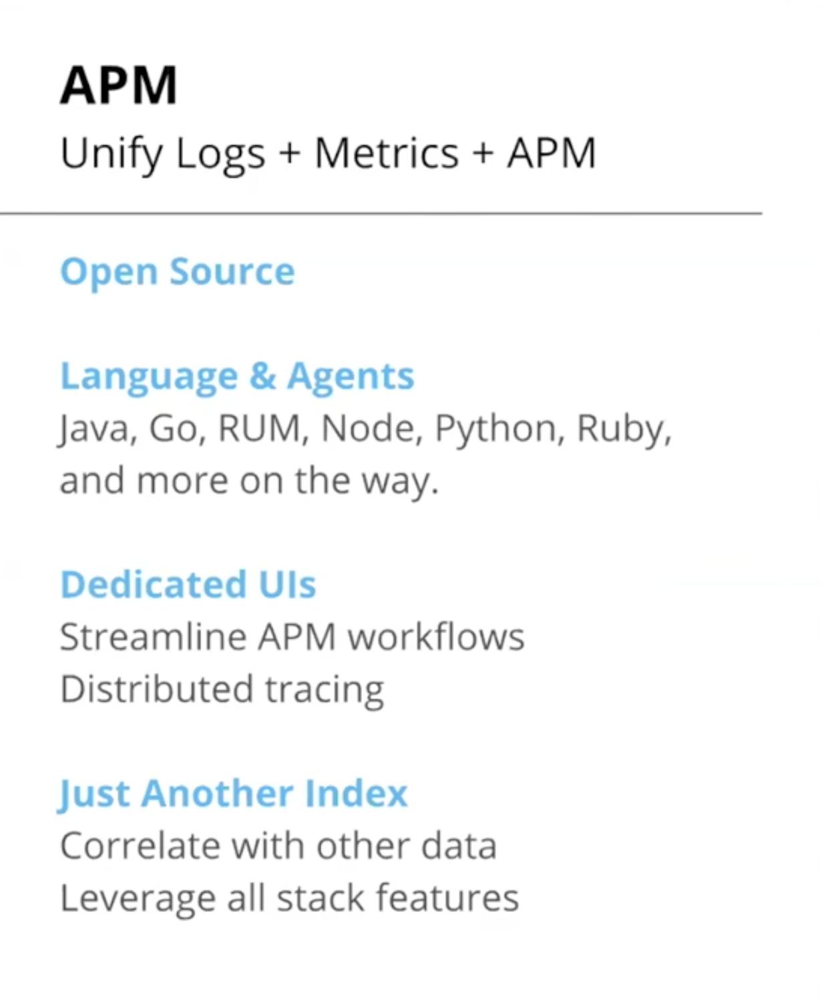 APM
Unify Logs + Metrics + APM
Open Source
Language & Agents
Java, Go, RUM, Node, Python, Ruby,
and more on the way.
Dedicated UIs
Streamline APM workflows
Distributed tracing
Just Another Index
Correlate with other data
Leverage all stack features